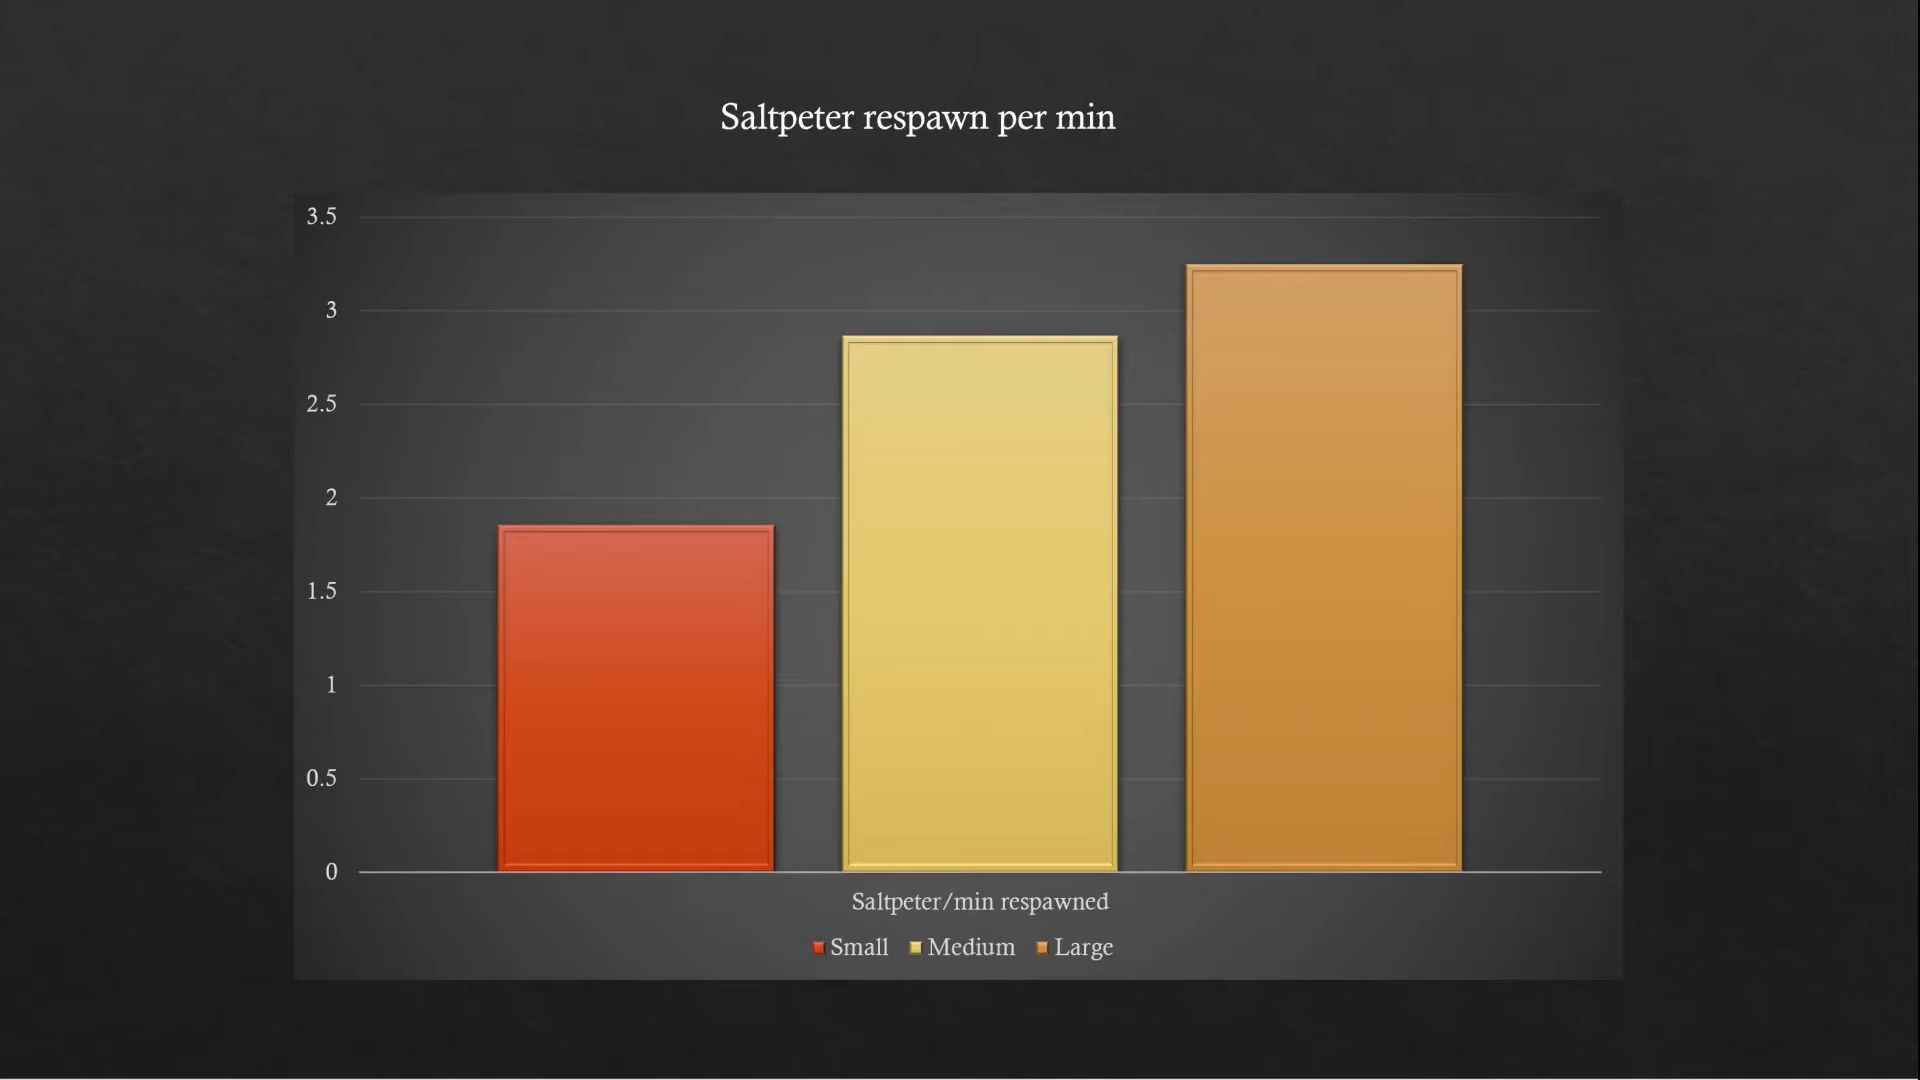 Saltpeter respawn per min
3.5
3
2.5
2
1.5
1
0.5
0
Saltpeter/min respawned
Small Medium Large